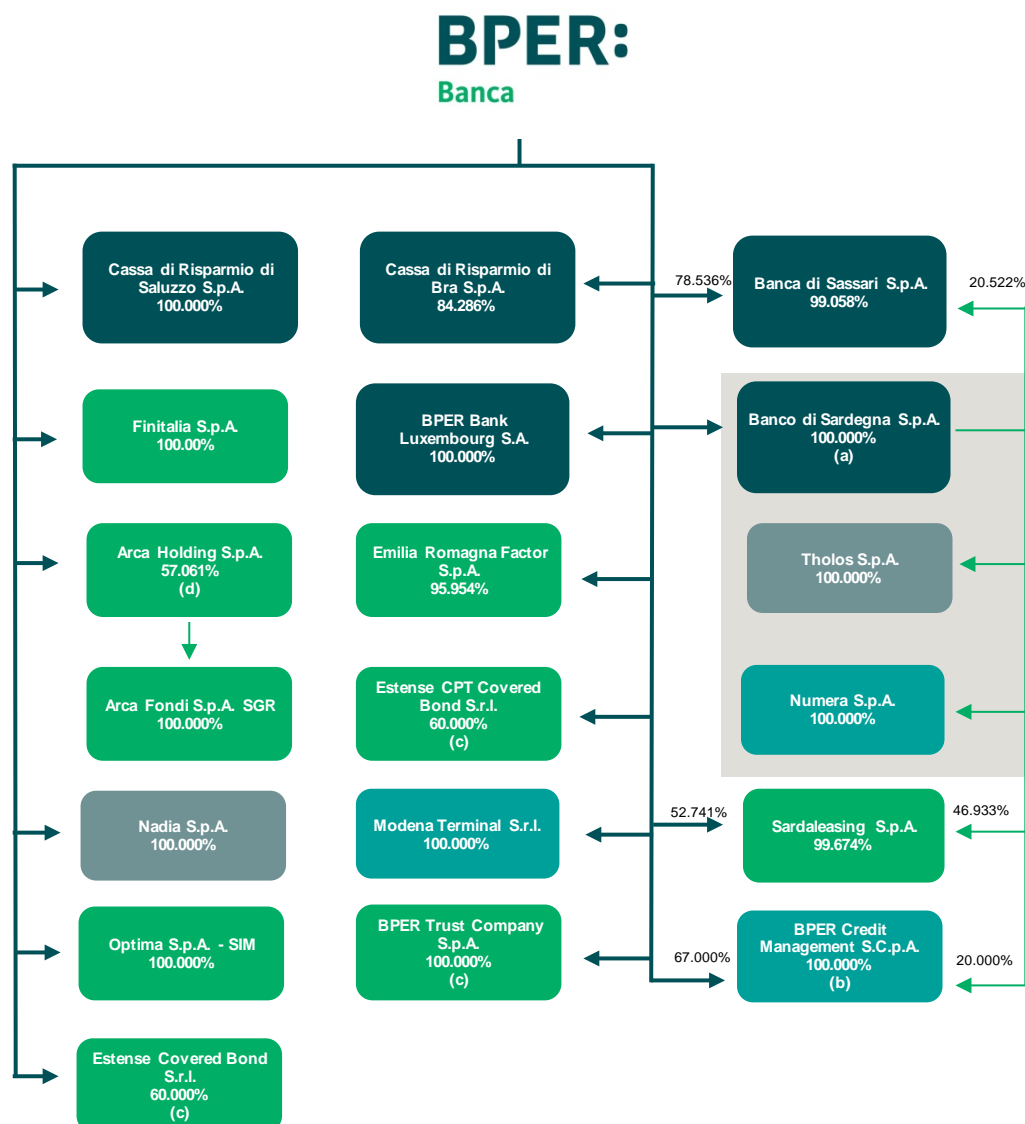 BPER:
Banca
Cassa di Risparmio di
Saluzzo S.p.A.
100.000%
Cassa di Risparmio di
Bra S.p.A.
84.286%
78.536%
Banca di Sassari S.p.A.
99.058%
20.522%
Finitalia S.p.A.
100.00%
BPER Bank
Luxembourg S.A.
100.000%
Banco di Sardegna S.p.A.
100.000%
(a)
Arca Holding S.p.A.
57.061%
(d)
Emilia Romagna Factor
S.p.A.
95.954%
Tholos S.p.A.
100.000%
Arca Fondi S.p.A. SGR
100.000%
Estense CPT Covered
Bond S.r.l.
60.000%
(c)
Numera S.p.A.
100.000%
Nadia S.p.A.
100.000%
Modena Terminal S.r.l.
100.000%
52.741%
Sardaleasing S.p.A.
99.674%
46.933%
Optima S.p.A. - SIM
100.000%
BPER Trust Company
S.p.A.
100.000%
(c)
67.000%
BPER Credit
Management S.C.p.A.
100.000%
(b)
20.000%
Estense Covered Bond
S.r.l.
60.000%
(c)